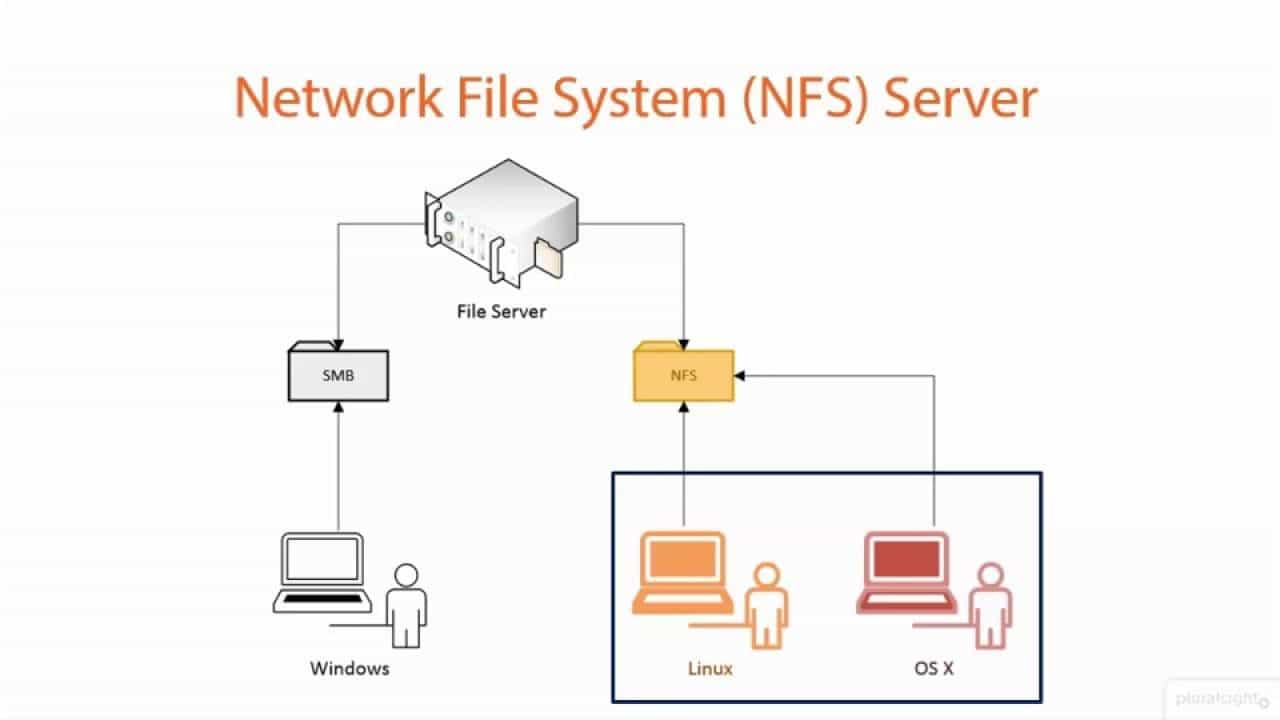 Network File System (NFS) Server
File Server
SMB
NFS
Windows
Linux
OS X
pluralsight